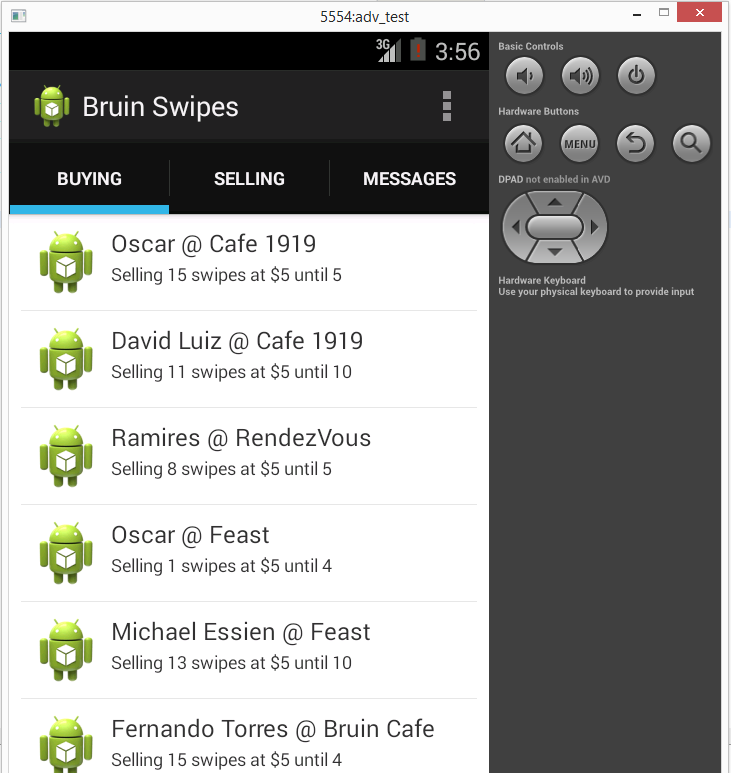 5554:adv_test
3G 3:56
Bruin Swipes
BUYING SELLING MESSAGES
Oscar @ Cafe 1919
Selling 15 swipes at $5 until 5
David Luiz @ Cafe 1919
Selling 11 swipes at $5 until 10
Ramires @ RendezVous
Selling 8 swipes at $5 until 5
Oscar @ Feast
Selling 1 swipes at $5 until 4
Michael Essien @ Feast
Selling 13 swipes at $5 until 10
Fernando Torres @ Bruin Cafe
Selling 15 swipes at $5 until 4
Basic Controls
Hardware Buttons
MENU
DPAD not enabled in AVD
Hardware Keyboard
Use your physical keyboard to provide input